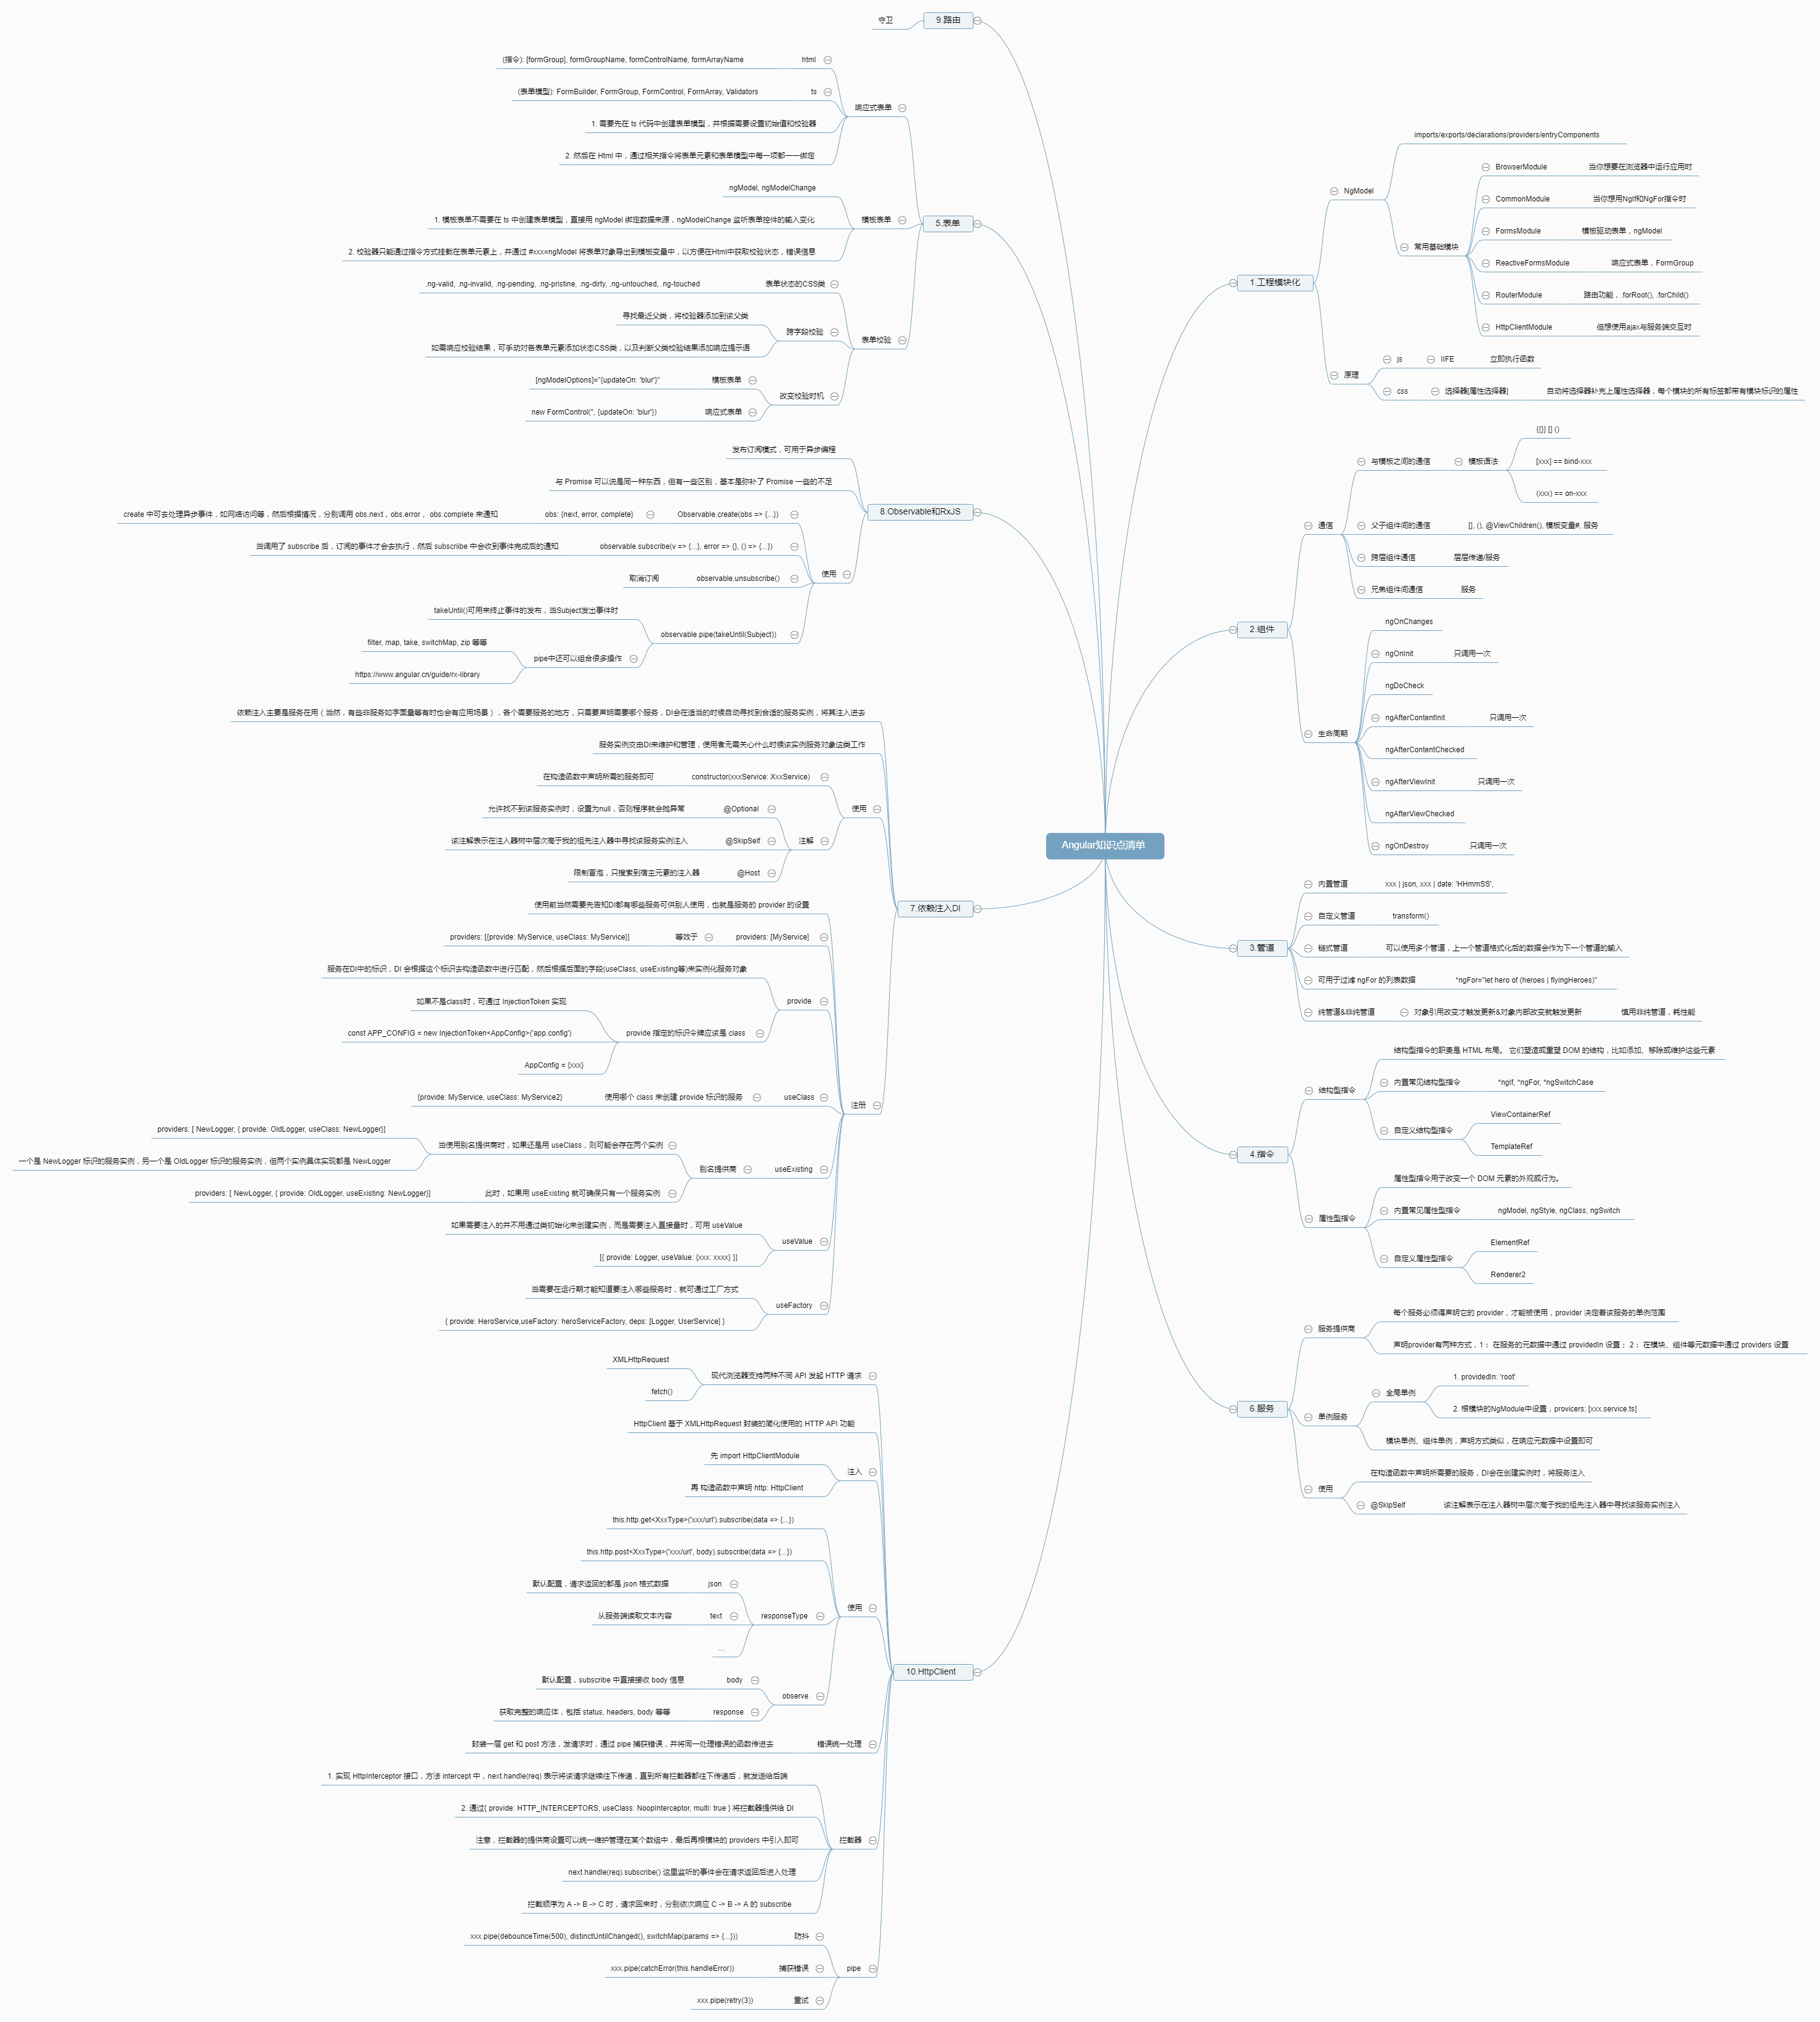 Angular知识点清单
1.工程模块化
NgModel
imports/exports/declarations/providers/entryComponents
常用基础模块
BrowserModule
当你想要在浏览器中运行应用时
CommonModule
当你想用NgIf和NgFor指令时
FormsModule
模板驱动表单，ngModel
ReactiveFormsModule
响应式表单，FormGroup
RouterModule
路由功能，.forRoot(), .forChild()
HttpClientModule
但想使用ajax与服务端交互时
原理
js
IIFE
立即执行函数
css
选择器[属性选择器]
自动将选择器补充上属性选择器，每个模块的所有标签都带有模块标识的属性
2.组件
通信
与模板之间的通信
模板语法
{{}} [] ()
[xxx] == bind-xxx
(xxx) == on-xxx
父子组件间的通信
[], (), @ViewChildren(), 模板变量#, 服务
跨层组件通信
层层传递/服务
兄弟组件间通信
服务
生命周期
ngOnChanges
ngOnInit
只调用一次
ngDoCheck
ngAfterContentInit
只调用一次
ngAfterContentChecked
ngAfterViewInit
只调用一次
ngAfterViewChecked
ngOnDestroy
只调用一次
3.管道
内置管道
xxx | json, xxx | date: 'HHmmSS',
自定义管道
transform()
链式管道
可以使用多个管道，上一个管道格式化后的数据会作为下一个管道的输入
可用于过滤 ngFor 的列表数据
*ngFor="let hero of (heroes | flyingHeroes)"
纯管道&非纯管道
对象引用改变才触发更新&对象内部改变就触发更新
慎用非纯管道，耗性能
4.指令
结构型指令
结构型指令的职责是 HTML 布局。 它们塑造或重塑 DOM 的结构，比如添加、移除或维护这些元素
内置常见结构型指令
*ngIf, *ngFor, *ngSwitchCase
自定义结构型指令
ViewContainerRef
TemplateRef
属性型指令
属性型指令用于改变一个 DOM 元素的外观或行为。
内置常见属性型指令
ngModel, ngStyle, ngClass, ngSwitch
自定义属性型指令
ElementRef
Renderer2
6.服务
服务提供商
每个服务必须得声明它的 provider，才能被使用，provider 决定着该服务的单例范围
声明provider有两种方式，1： 在服务的元数据中通过 providedIn 设置； 2： 在模块、组件等元数据中通过 providers 设置
单例服务
全局单例
1. providedIn: 'root'
2. 根模块的NgModule中设置，provicers: [xxx.service.ts]
模块单例、组件单例，声明方式类似，在响应元数据中设置即可
使用
在构造函数中声明所需要的服务，DI会在创建实例时，将服务注入
@SkipSelf
该注解表示在注入器树中层次高于我的祖先注入器中寻找该服务实例注入
9.路由
守卫
5.表单
响应式表单
html
(指令): [formGroup], formGroupName, formControlName, formArrayName
ts
(表单模型): FormBuilder, FormGroup, FormControl, FormArray, Validators
1. 需要先在 ts 代码中创建表单模型，并根据需要设置初始值和校验器
2. 然后在 Html 中，通过相关指令将表单元素和表单模型中每一项都一一绑定
模板表单
ngModel, ngModelChange
1. 模板表单不需要在 ts 中创建表单模型，直接用 ngModel 绑定数据来源，ngModelChange 监听表单控件的输入变化
2. 校验器只能通过指令方式挂载在表单元素上，并通过 #xxx=ngModel 将表单对象导出到模板变量中，以方便在Html中获取校验状态，错误信息
表单校验
表单状态的CSS类
.ng-valid, .ng-invalid, .ng-pending, .ng-pristine, .ng-dirty, .ng-untouched, .ng-touched
跨字段校验
寻找最近父类，将校验器添加到该父类
如需响应校验结果，可手动对各表单元素添加状态CSS类，以及判断父类校验结果添加响应提示语
改变校验时机
模板表单
[ngModelOptions]="{updateOn: 'blur'}"
响应式表单
new FormControl('', {updateOn: 'blur'})
8.Observable和RxJS
发布订阅模式，可用于异步编程
与 Promise 可以说是同一种东西，但有一些区别，基本是弥补了 Promise 一些的不足
使用
Observable.create(obs => {...})
obs: {next, error, complete}
create 中可去处理异步事件，如网络访问等，然后根据情况，分别调用 obs.next，obs.error， obs.complete 来通知
observable.subscribe(v => {...}, error => {}, () => {...})
当调用了 subscribe 后，订阅的事件才会去执行，然后 subscriibe 中会收到事件完成后的通知
observable.unsubscribe()
取消订阅
observable.pipe(takeUntil(Subject))
takeUntil()可用来终止事件的发布，当Subject发出事件时
pipe中还可以组合很多操作
filter, map, take, switchMap, zip 等等
https://www.angular.cn/guide/rx-library
7.依赖注入DI
依赖注入主要是服务在用（当然，有些非服务如字面量等有时也会有应用场景），各个需要服务的地方，只需要声明需要哪个服务，DI会在适当的时候自动寻找到合适的服务实例，将其注入进去
服务实例交由DI来维护和管理，使用者无需关心什么时候该实例服务对象这类工作
使用
constructor(xxxService: XxxService)
在构造函数中声明所需的服务即可
注解
@Optional
允许找不到该服务实例时，设置为null，否则程序就会抛异常
@SkipSelf
该注解表示在注入器树中层次高于我的祖先注入器中寻找该服务实例注入
@Host
限制冒泡，只搜索到宿主元素的注入器
注册
使用前当然需要先告知DI都有哪些服务可供别人使用，也就是服务的 provider 的设置
providers: [MyService]
等效于
providers: [{provide: MyService, useClass: MyService}]
provide
服务在DI中的标识，DI 会根据这个标识去构造函数中进行匹配，然后根据后面的字段(useClass, useExisting等)来实例化服务对象
provide 指定的标识令牌应该是 class
如果不是class时，可通过 InjectionToken 实现
const APP_CONFIG = new InjectionToken<AppConfig>('app.config')
AppConfig = {xxx}
useClass
使用哪个 class 来创建 provide 标识的服务
{provide: MyService, useClass: MyService2}
useExisting
别名提供商
当使用别名提供商时，如果还是用 useClass，则可能会存在两个实例
providers: [ NewLogger, { provide: OldLogger, useClass: NewLogger}]
一个是 NewLogger 标识的服务实例，另一个是 OldLogger 标识的服务实例，但两个实例具体实现都是 NewLogger
此时，如果用 useExisting 就可确保只有一个服务实例
providers: [ NewLogger, { provide: OldLogger, useExisting: NewLogger}]
useValue
如果需要注入的并不用通过类初始化来创建实例，而是需要注入直接量时，可用 useValue
[{ provide: Logger, useValue: {xxx: xxxx} }]
useFactory
当需要在运行期才能知道要注入哪些服务时，就可通过工厂方式
{ provide: HeroService,useFactory: heroServiceFactory, deps: [Logger, UserService] }
10.HttpClient
现代浏览器支持两种不同 API 发起 HTTP 请求
XMLHttpRequest
fetch()
HttpClient 基于 XMLHttpRequest 封装的简化使用的 HTTP API 功能
注入
先 import HttpClientModule
再 构造函数中声明 http: HttpClient
使用
this.http.get<XxxType>('xxx/url').subscribe(data => {...})
this.http.post<XxxType>('xxx/url', body).subscribe(data => {...})
responseType
json
默认配置，请求返回的都是 json 格式数据
text
从服务端读取文本内容
...
observe
body
默认配置，subscribe 中直接接收 body 信息
response
获取完整的响应体，包括 status, headers, body 等等
错误统一处理
封装一层 get 和 post 方法，发请求时，通过 pipe 捕获错误，并将同一处理错误的函数传进去
拦截器
1. 实现 HttpInterceptor 接口，方法 intercept 中，next.handle(req) 表示将该请求继续往下传递，直到所有拦截器都往下传递后，就发送给后端
2. 通过{ provide: HTTP_INTERCEPTORS, useClass: NoopInterceptor, multi: true } 将拦截器提供给 DI
注意，拦截器的提供商设置可以统一维护管理在某个数组中，最后再根模块的 providers 中引入即可
next.handle(req).subscribe() 这里监听的事件会在请求返回后进入处理
拦截顺序为 A -> B -> C 时，请求回来时，分别依次响应 C -> B -> A 的 subscribe
pipe
防抖
xxx.pipe(debounceTime(500), distinctUntilChanged(), switchMap(params => {...}))
捕获错误
xxx.pipe(catchError(this.handleError))
重试
xxx.pipe(retry(3))